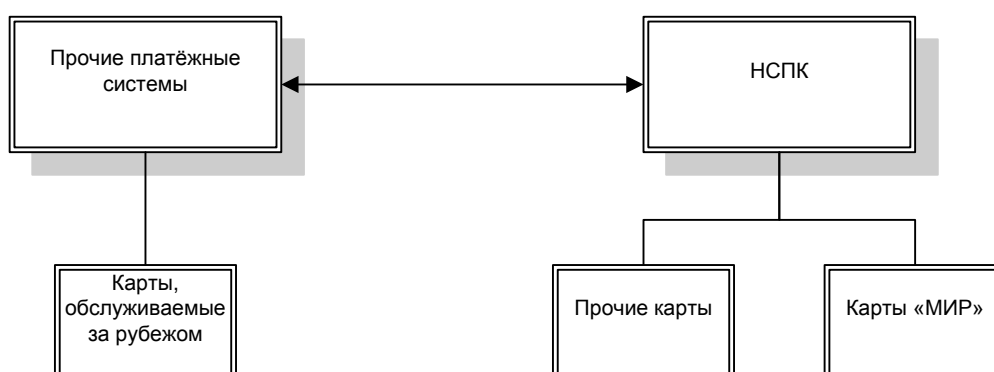 Прочие платёжные
системы
НСПК
Карты,
обслуживаемые
за рубежом
Прочие карты
Карты «МИР»